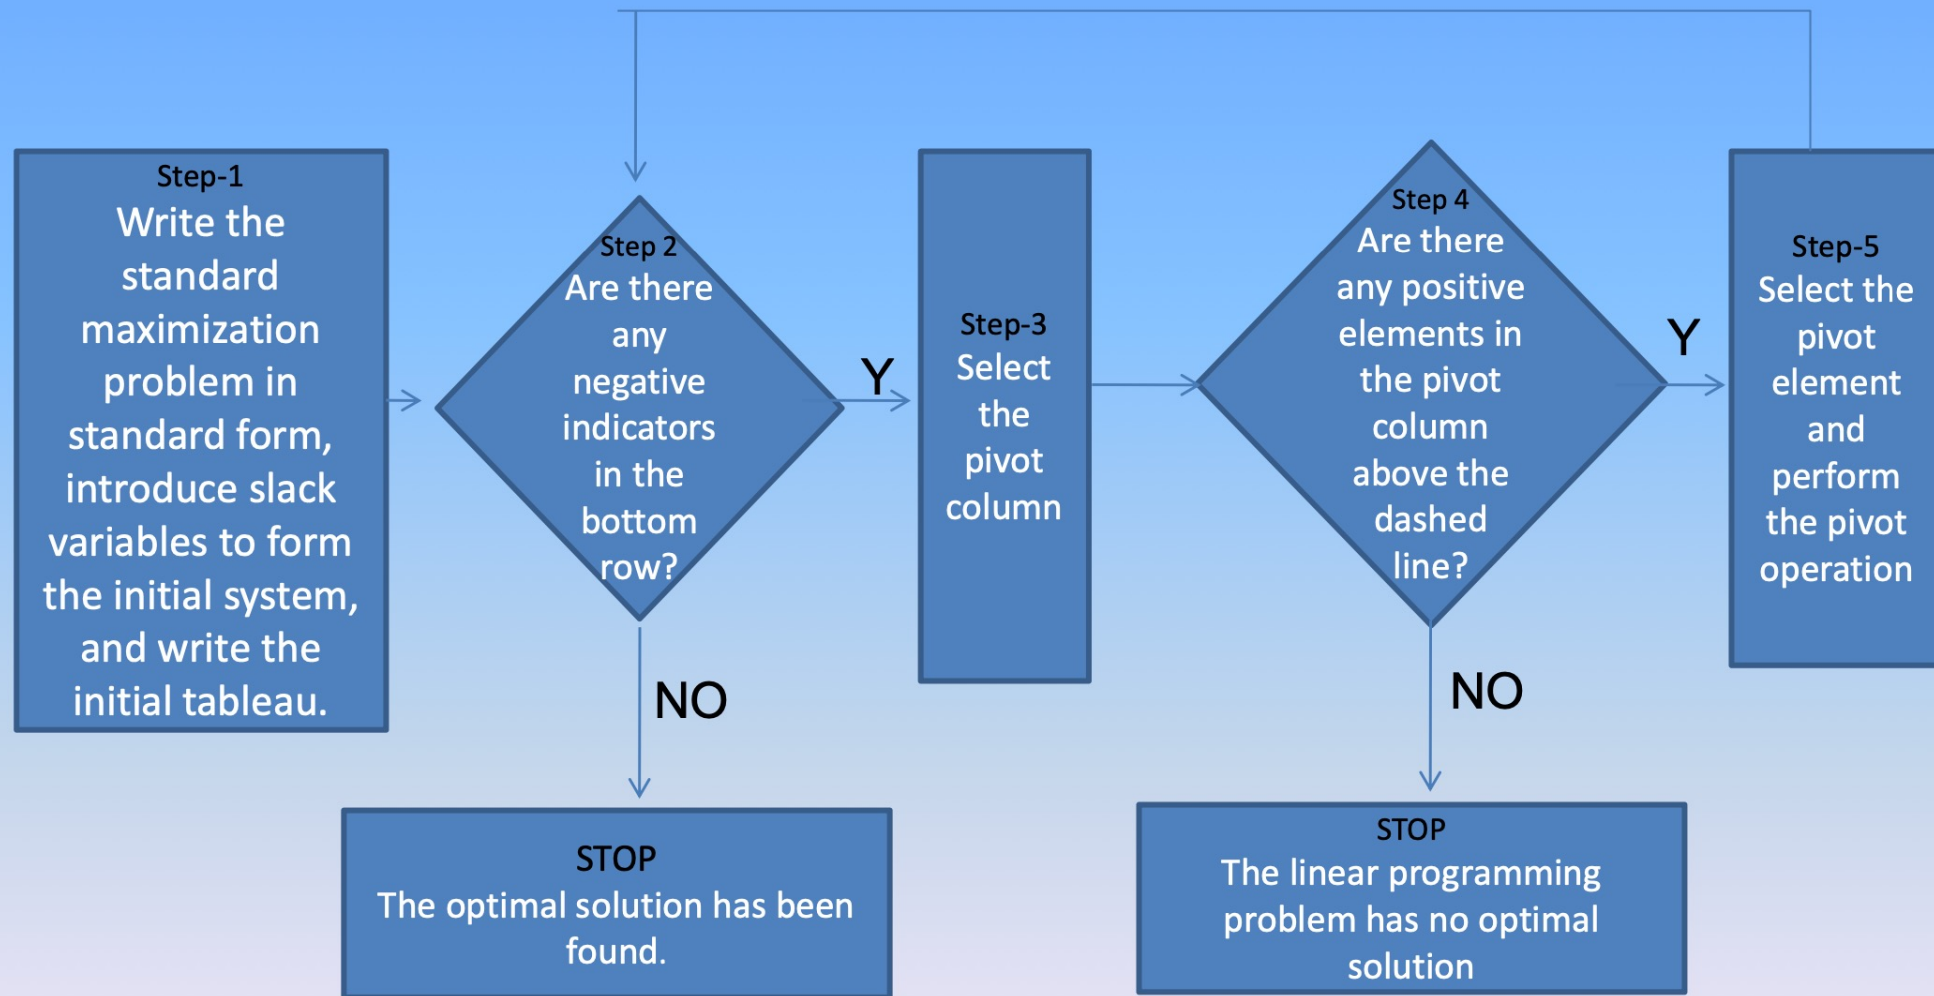 Step-1
Write the
standard
maximization
problem in
standard form,
introduce slack
variables to form
the initial system,
and write the
initial tableau.
Step 2
Are there
any
negative
indicators
in the
bottom
row?
Y
NO
STOP
The optimal solution has been
found.
Step-3
Select
the
pivot
column
Step 4
Are there
any positive
elements in
the pivot
column
above the
dashed
line?
Y
NO
STOP
The linear programming
problem has no optimal
solution
Step-5
Select the
pivot
element
and
perform
the pivot
operation